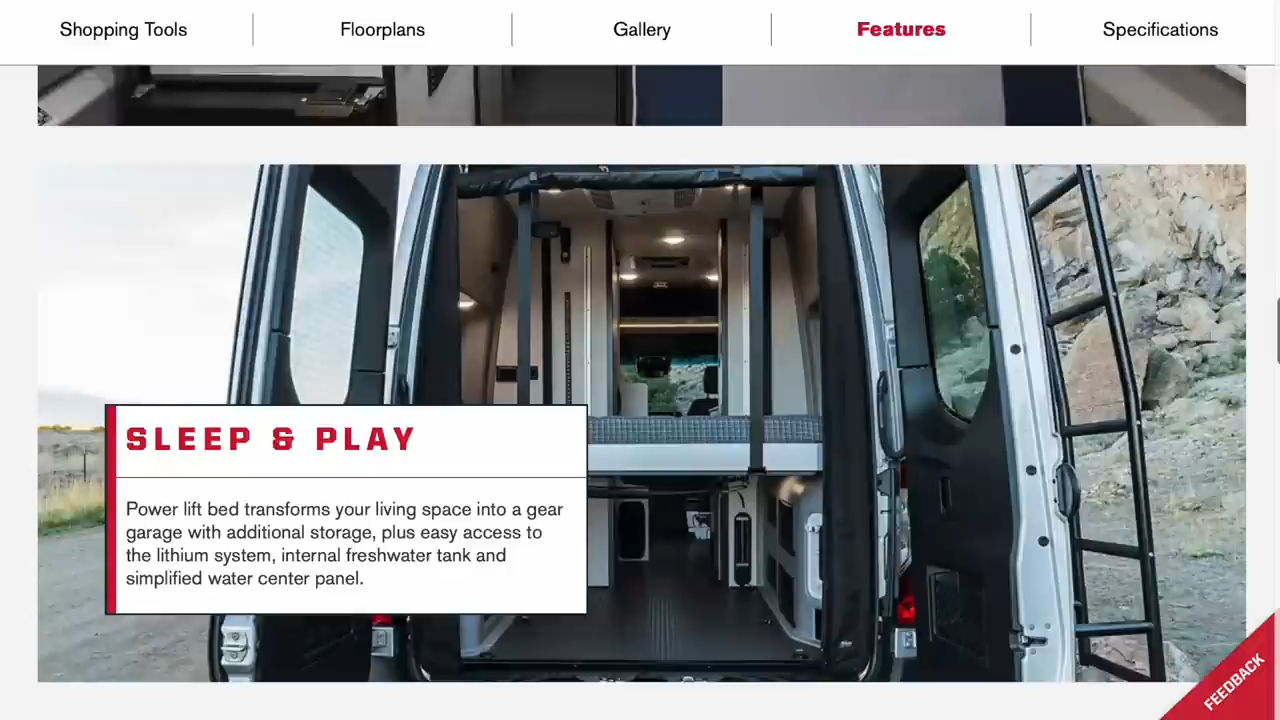 Shopping Tools
Floorplans
Gallery
Features
Specifications
SLEEP & PLAY
Power lift bed transforms your living space into a gear
garage with additional storage, plus easy access to
the lithium system, internal freshwater tank and
simplified water center panel.
FEEDBACK